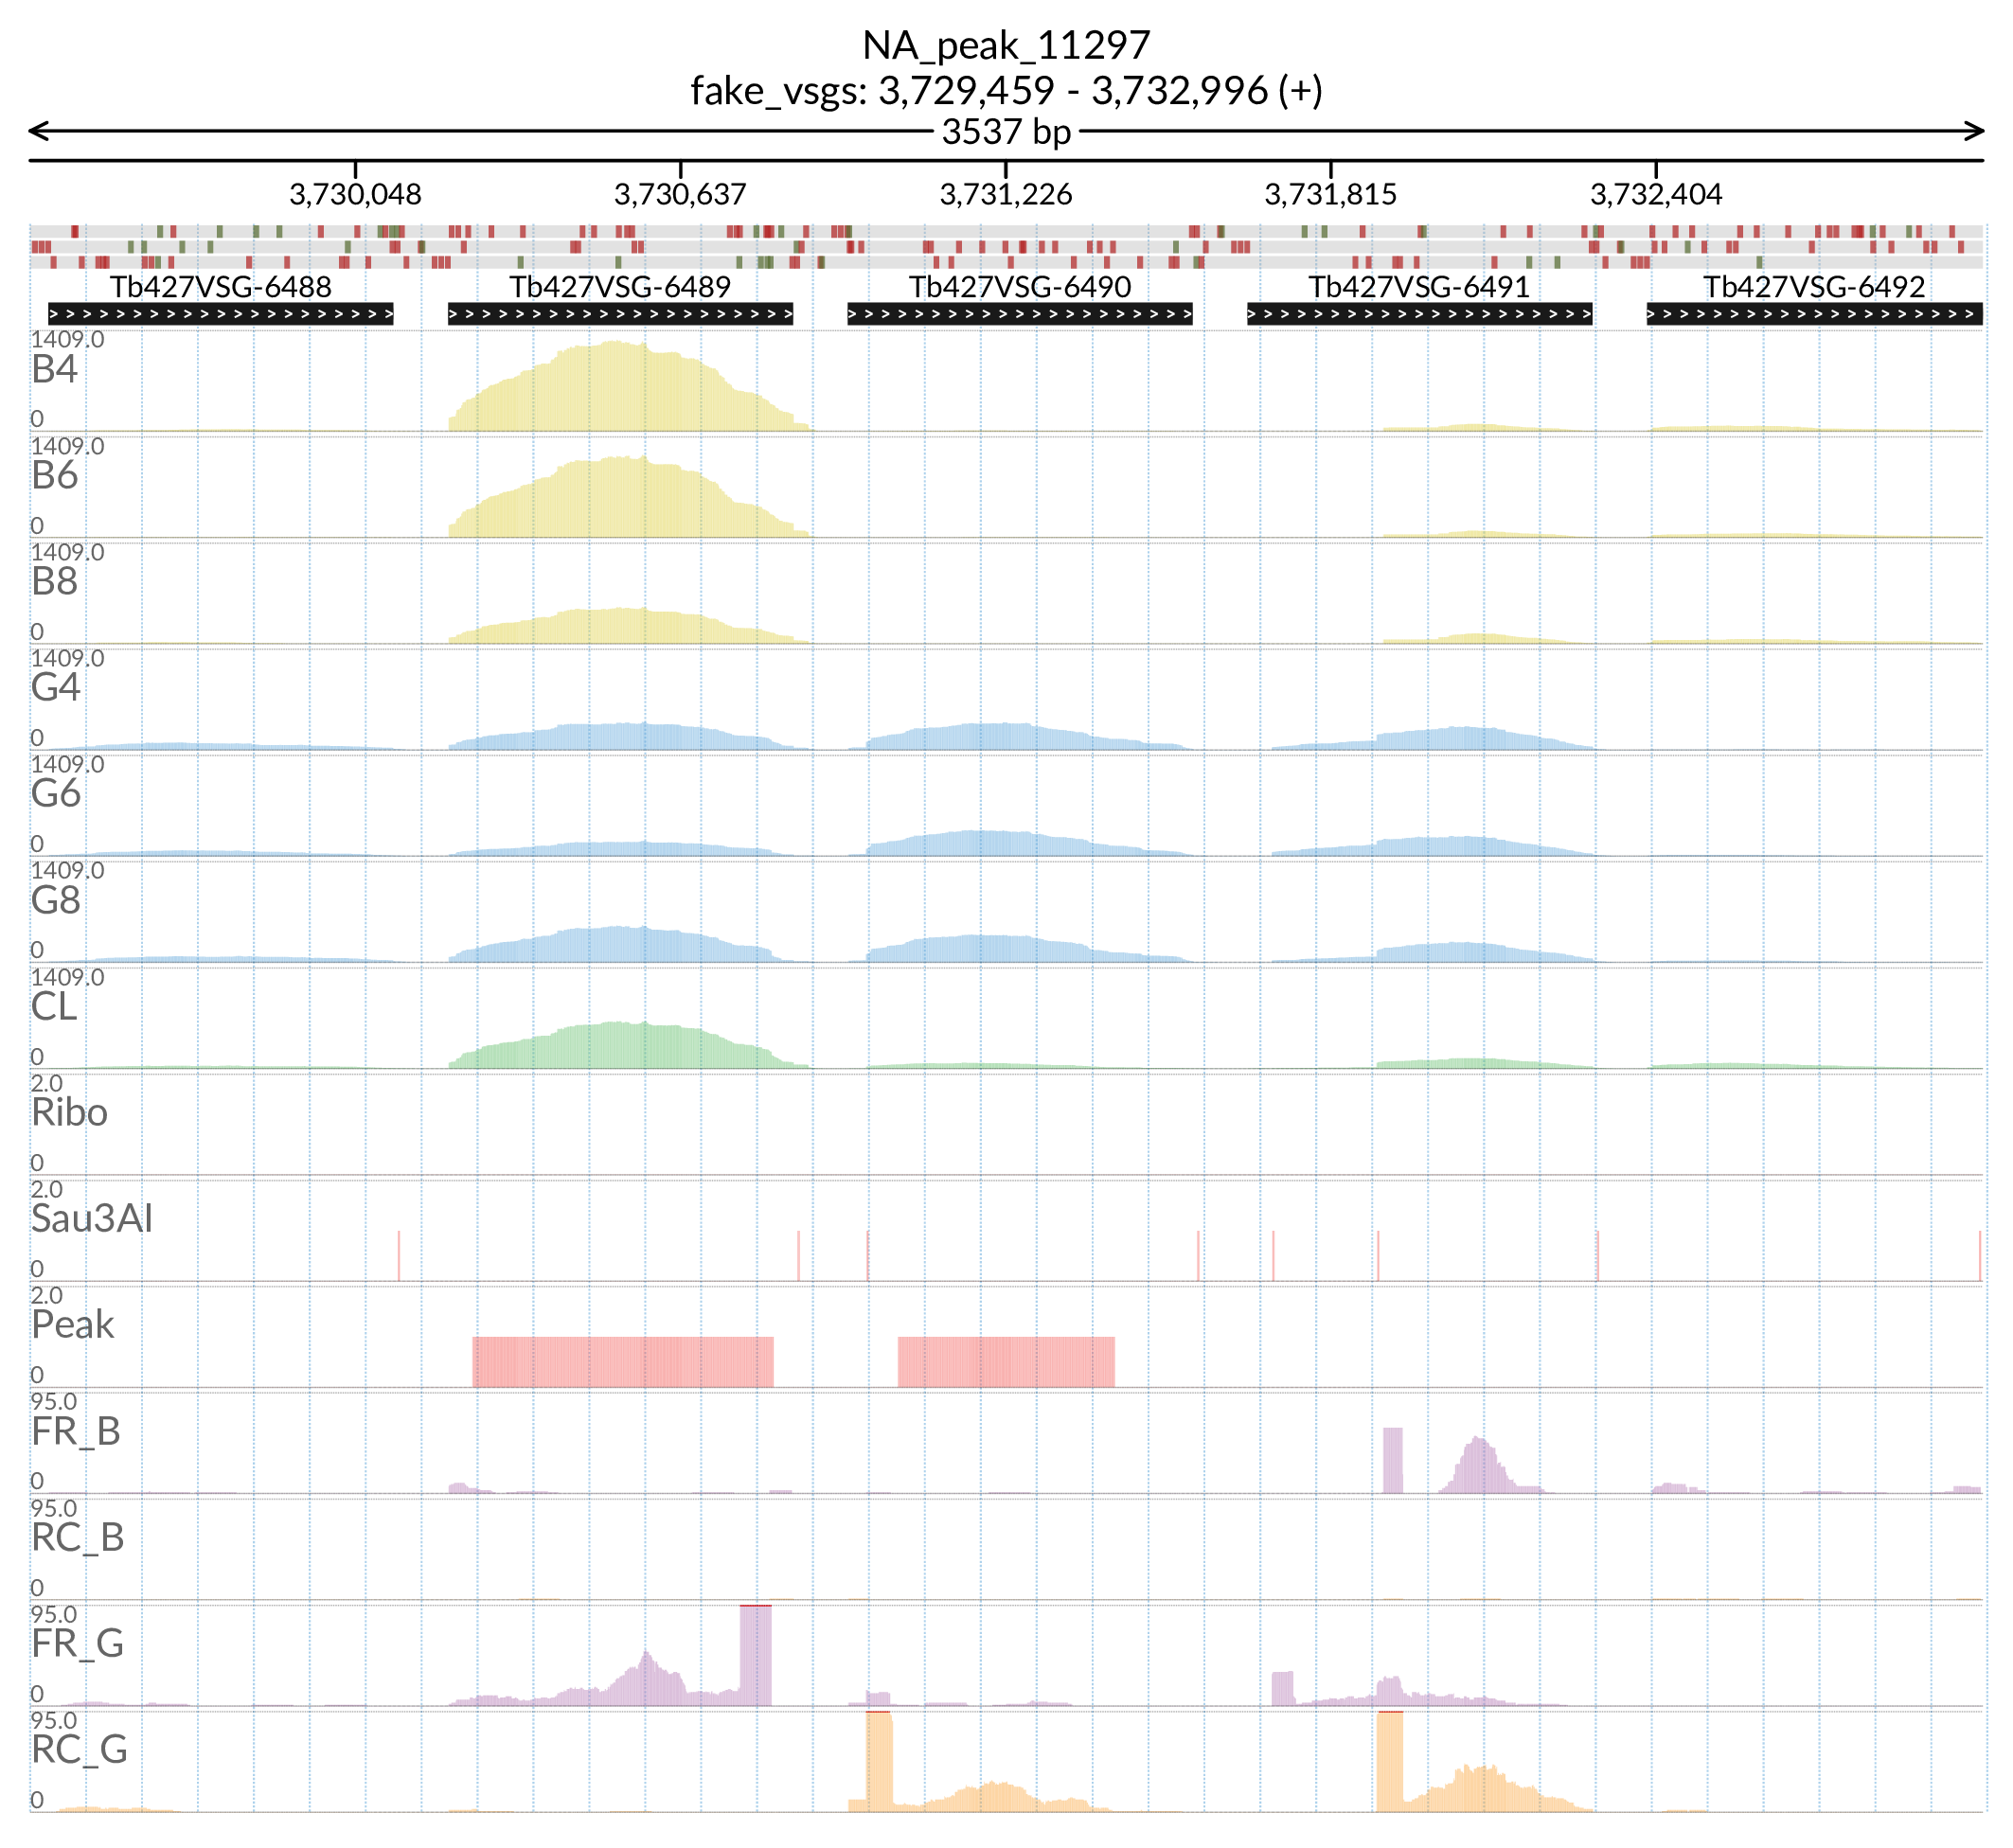 NA_peak_11297
fake_vsgs: 3,729,459 - 3,732,996 (+)
3537 bp
3,730,048 3,730,637 3,731,226 3,731,815 3,732,404
Tb427VSG-6488 Tb427VSG-6489 Tb427VSG-6490 Tb427VSG-6491 Tb427VSG-6492
1409.0
B4
0
1409.0
B6
0
1409.0
B8
0
1409.0
G4
0
1409.0
G6
0
1409.0
G8
0
1409.0
CL
0
2.0
Ribo
0
2.0
Sau3AI
0
2.0
Peak
0
95.0
FR_B
0
95.0
RC_B
0
95.0
FR_G
0
95.0
RC_G
0